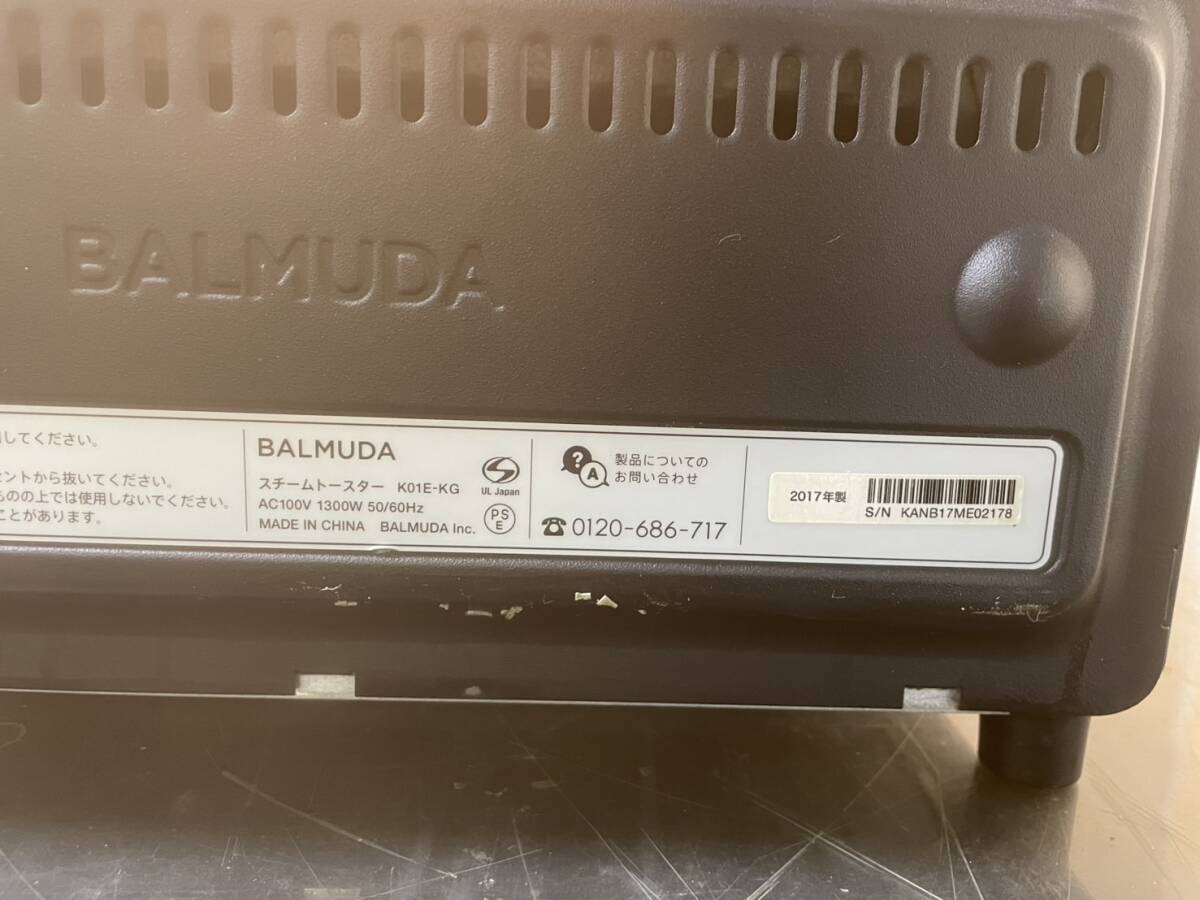 BALMUDA
してください。
セントから抜いてください。
ものの上では使用しないでください。
ことがあります。
BALMUDA
スチームトースター K01E-KG
AC100V 1300W 50/60Hz
MADE IN CHINA BALMUDA Inc.
UL Japan
PS
E
Q
A
製品についての
お問い合わせ
0120-686-717
2017年製
S/N KANB17ME02178